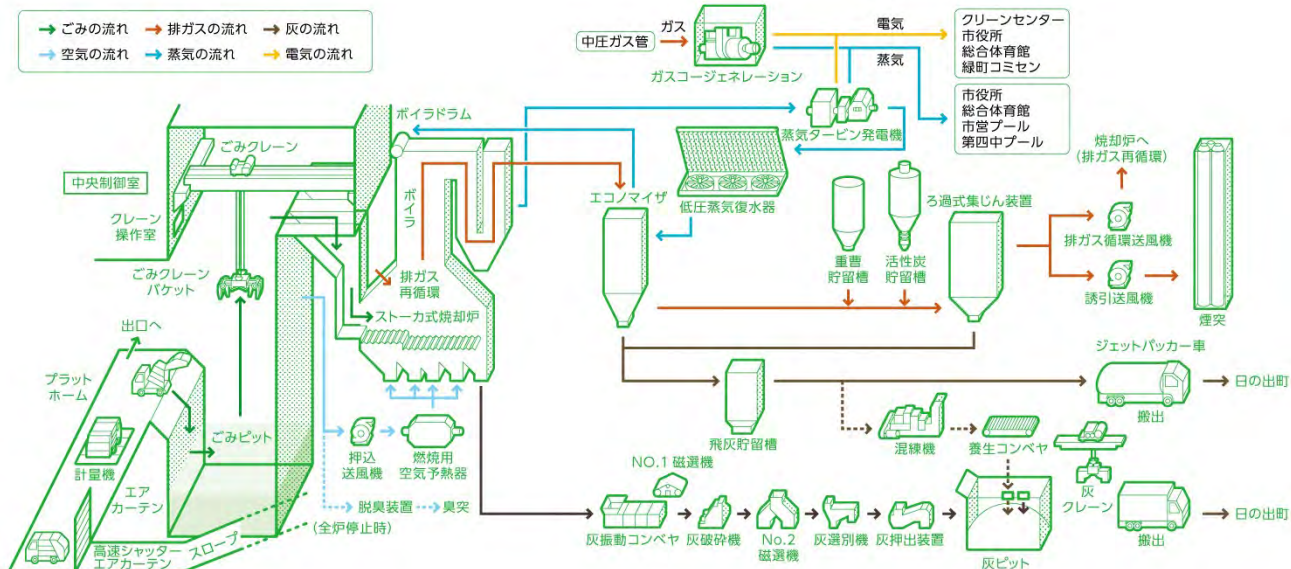 ごみの流れ
排ガスの流れ
灰の流れ
空気の流れ
蒸気の流れ
電気の流れ
中圧ガス管
ガス
ガスコージェネレーション
電気
蒸気
クリーンセンター
市役所
総合体育館
緑町コミセン
市役所
総合体育館
市営プール
第四中プール
蒸気タービン発電機
ボイラドラム
ごみクレーン
中央制御室
クレーン
操作室
ごみクレーン
バケット
ボイラ
排ガス
再循環
ストーカ式焼却炉
エコノマイザ
低圧蒸気復水器
重曹
貯留槽
活性炭
貯留槽
ろ過式集じん装置
焼却炉へ
（排ガス再循環）
排ガス循環送風機
誘引送風機
煙突
出口へ
プラット
ホーム
計量機
エア
カーテン
高速シャッター
エアカーテン
スロープ
ごみピット
押込
送風機
燃焼用
空気予熱器
脱臭装置
臭突
（全炉停止時）
飛灰貯留槽
混練機
養生コンベヤ
ジェットパッカー車
搬出
日の出町
NO.1 磁選機
灰振動コンベヤ
灰破砕機
No.2
磁選機
灰選別機
灰押出装置
灰ピット
灰
クレーン
搬出
日の出町